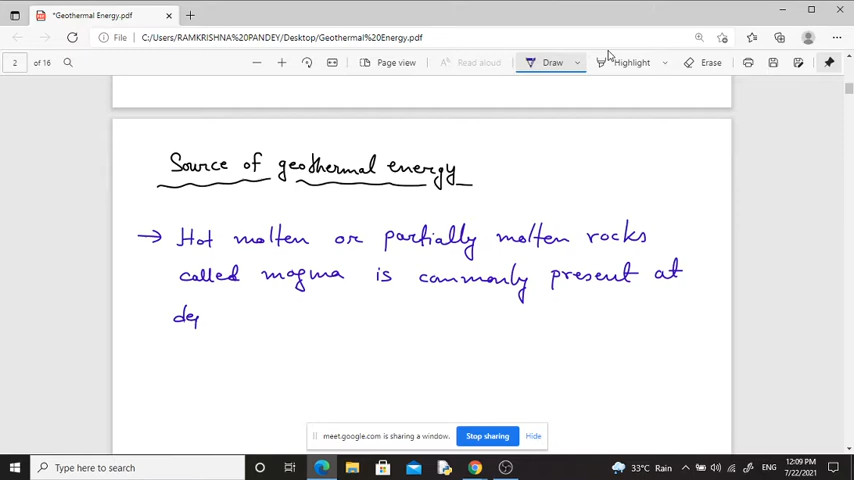 *Geothermal Energy.pdf
File C:/Users/RAMKRISHNA%20PANDEY/Desktop/Geothermal%20Energy.pdf
2 of 16 Page view Read aloud Draw Highlight Erase
Source of geothermal energy
→ Hot molten or partially molten rocks
called magma is commonly present at
dep
meet.google.com is sharing a window. Stop sharing Hide
Type here to search 33°C Rain ENG 12:09 PM
7/22/2021